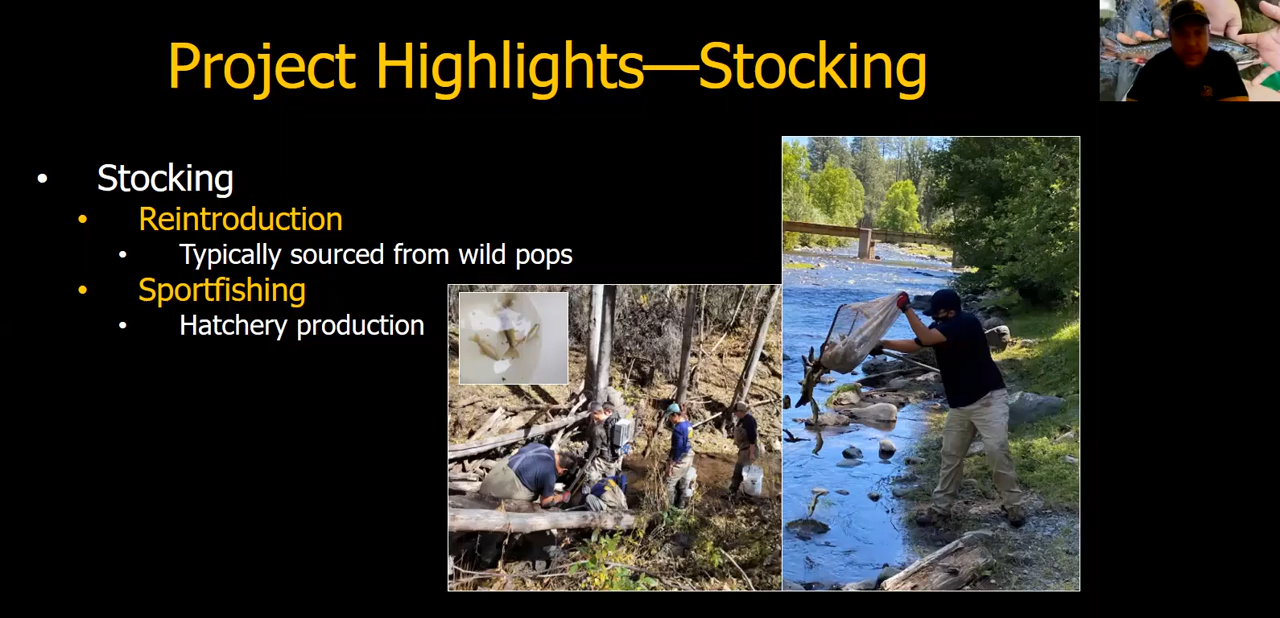 Project Highlights—Stocking
• Stocking
• Reintroduction
• Typically sourced from wild pops
• Sportfishing
• Hatchery production